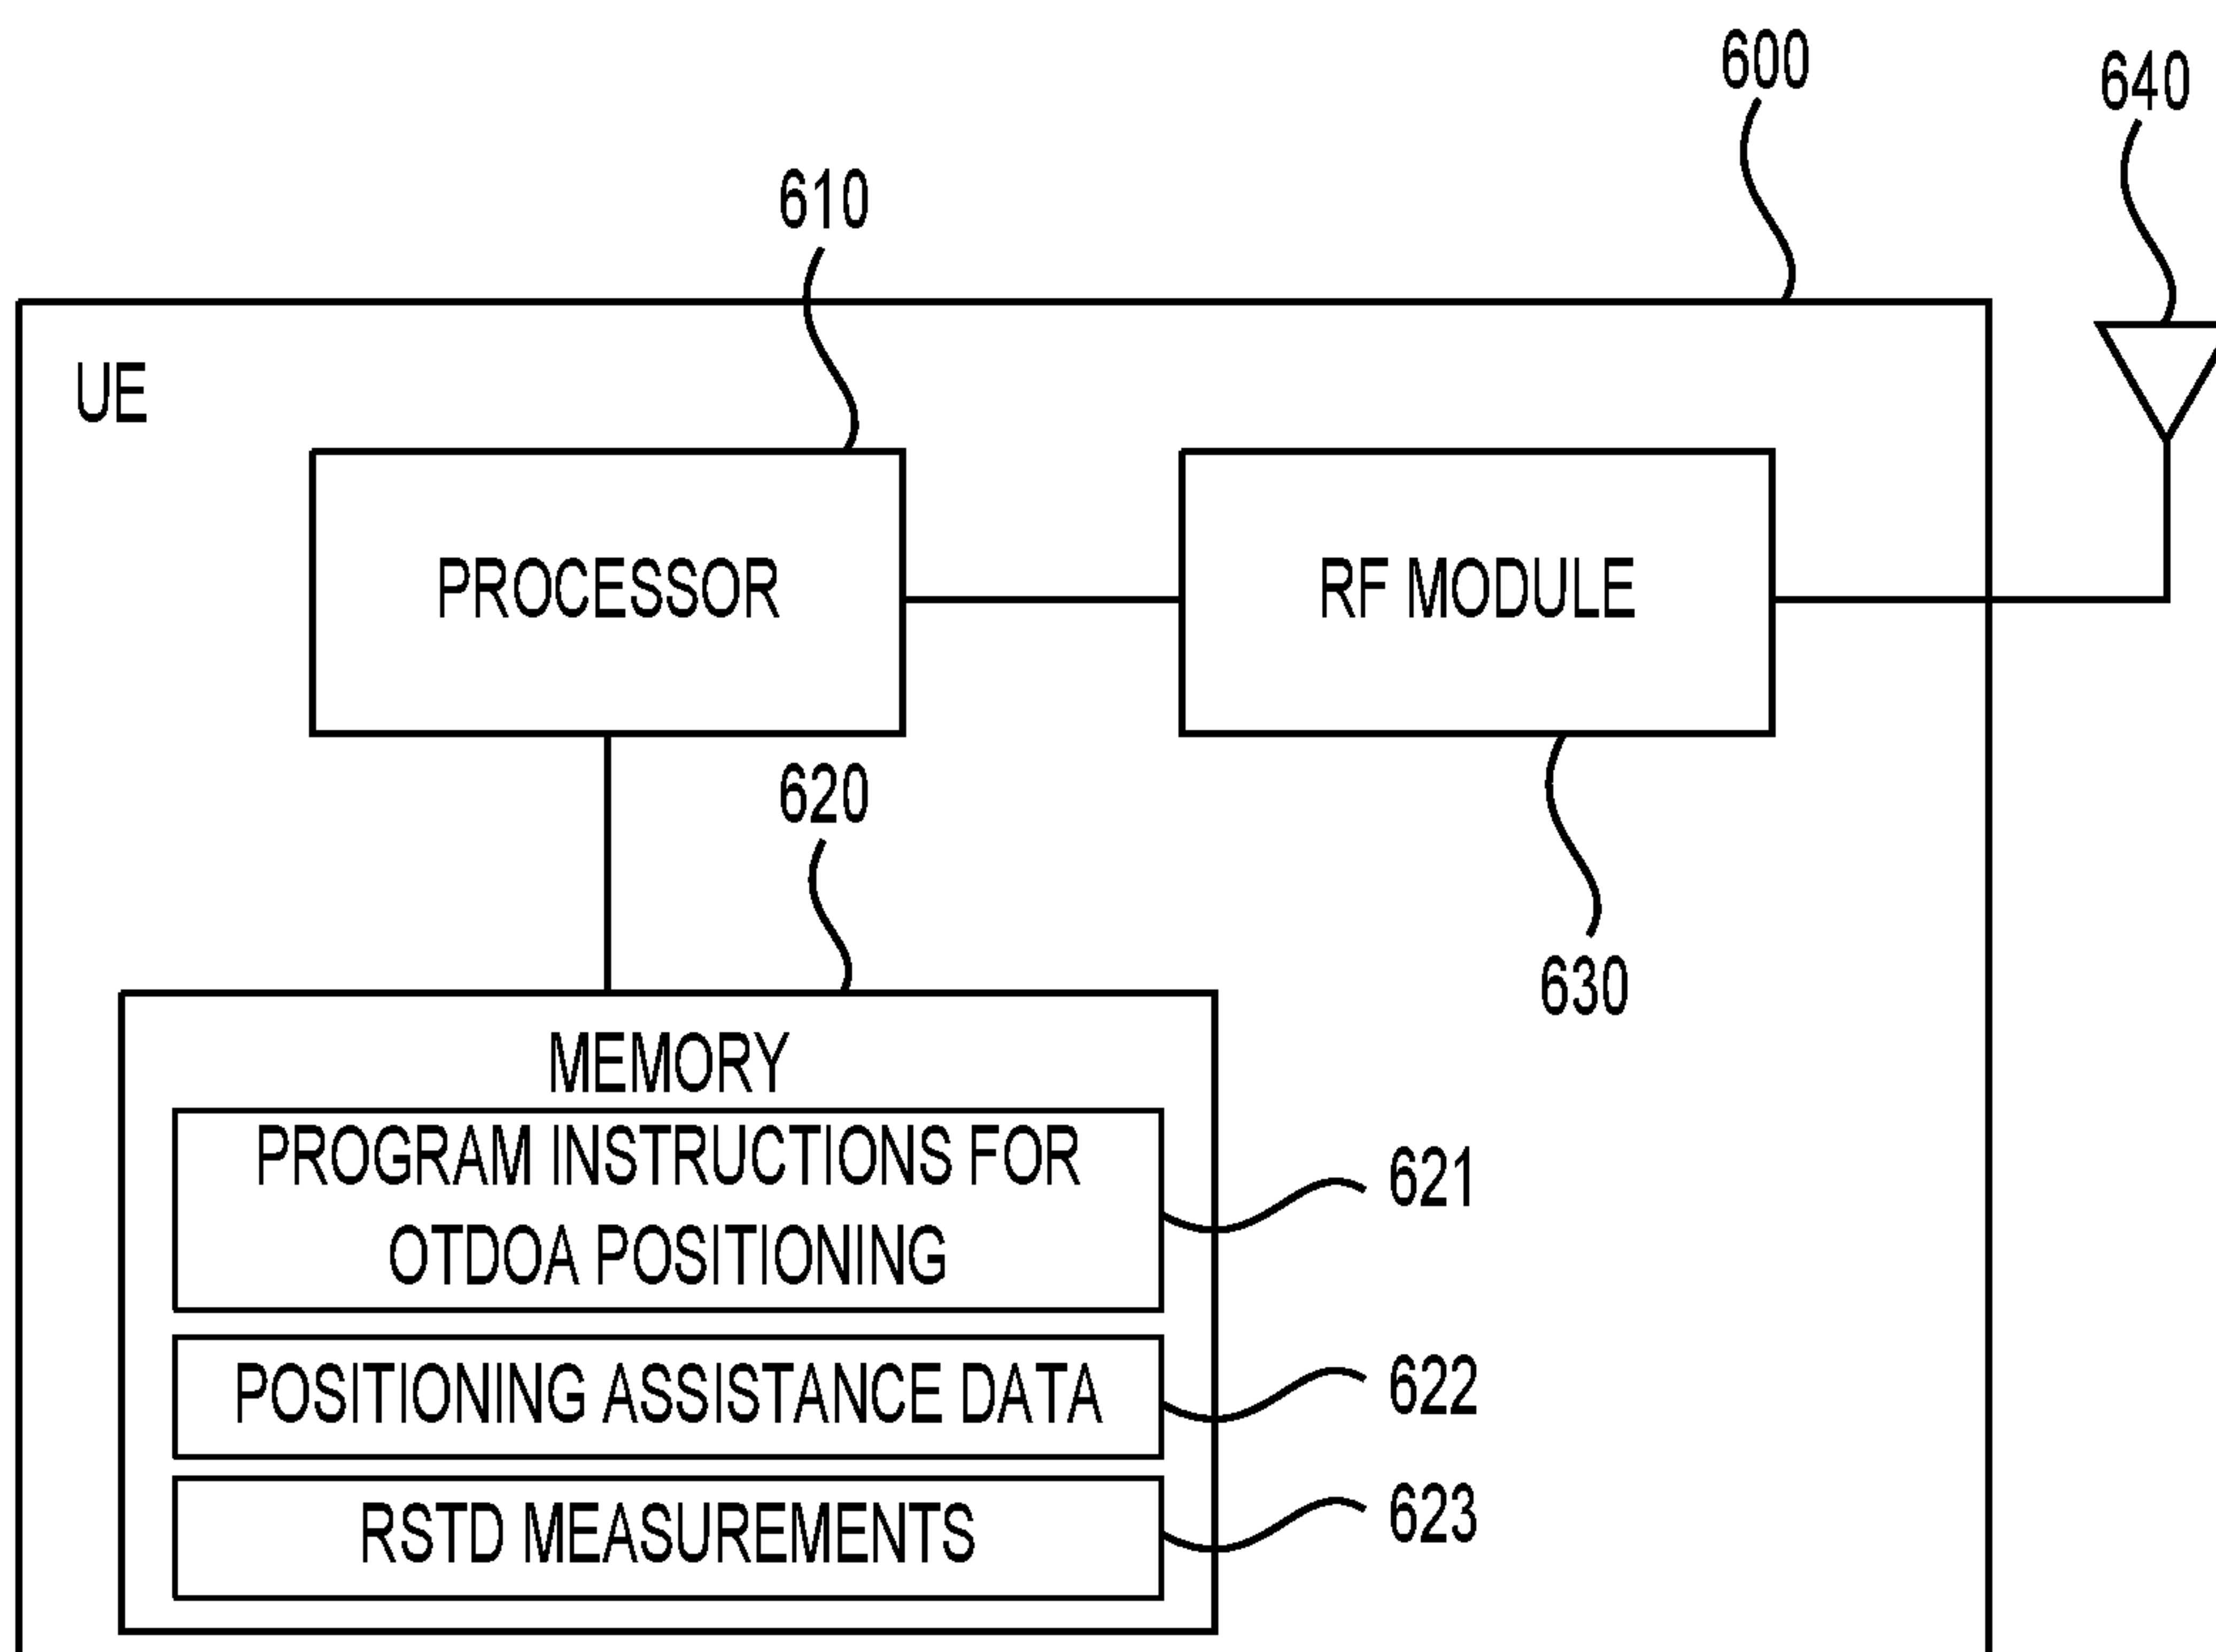 600
640
610
UE
PROCESSOR
RF MODULE
620
630
MEMORY
PROGRAM INSTRUCTIONS FOR
OTDOA POSITIONING
621
POSITIONING ASSISTANCE DATA
622
RSTD MEASUREMENTS
623